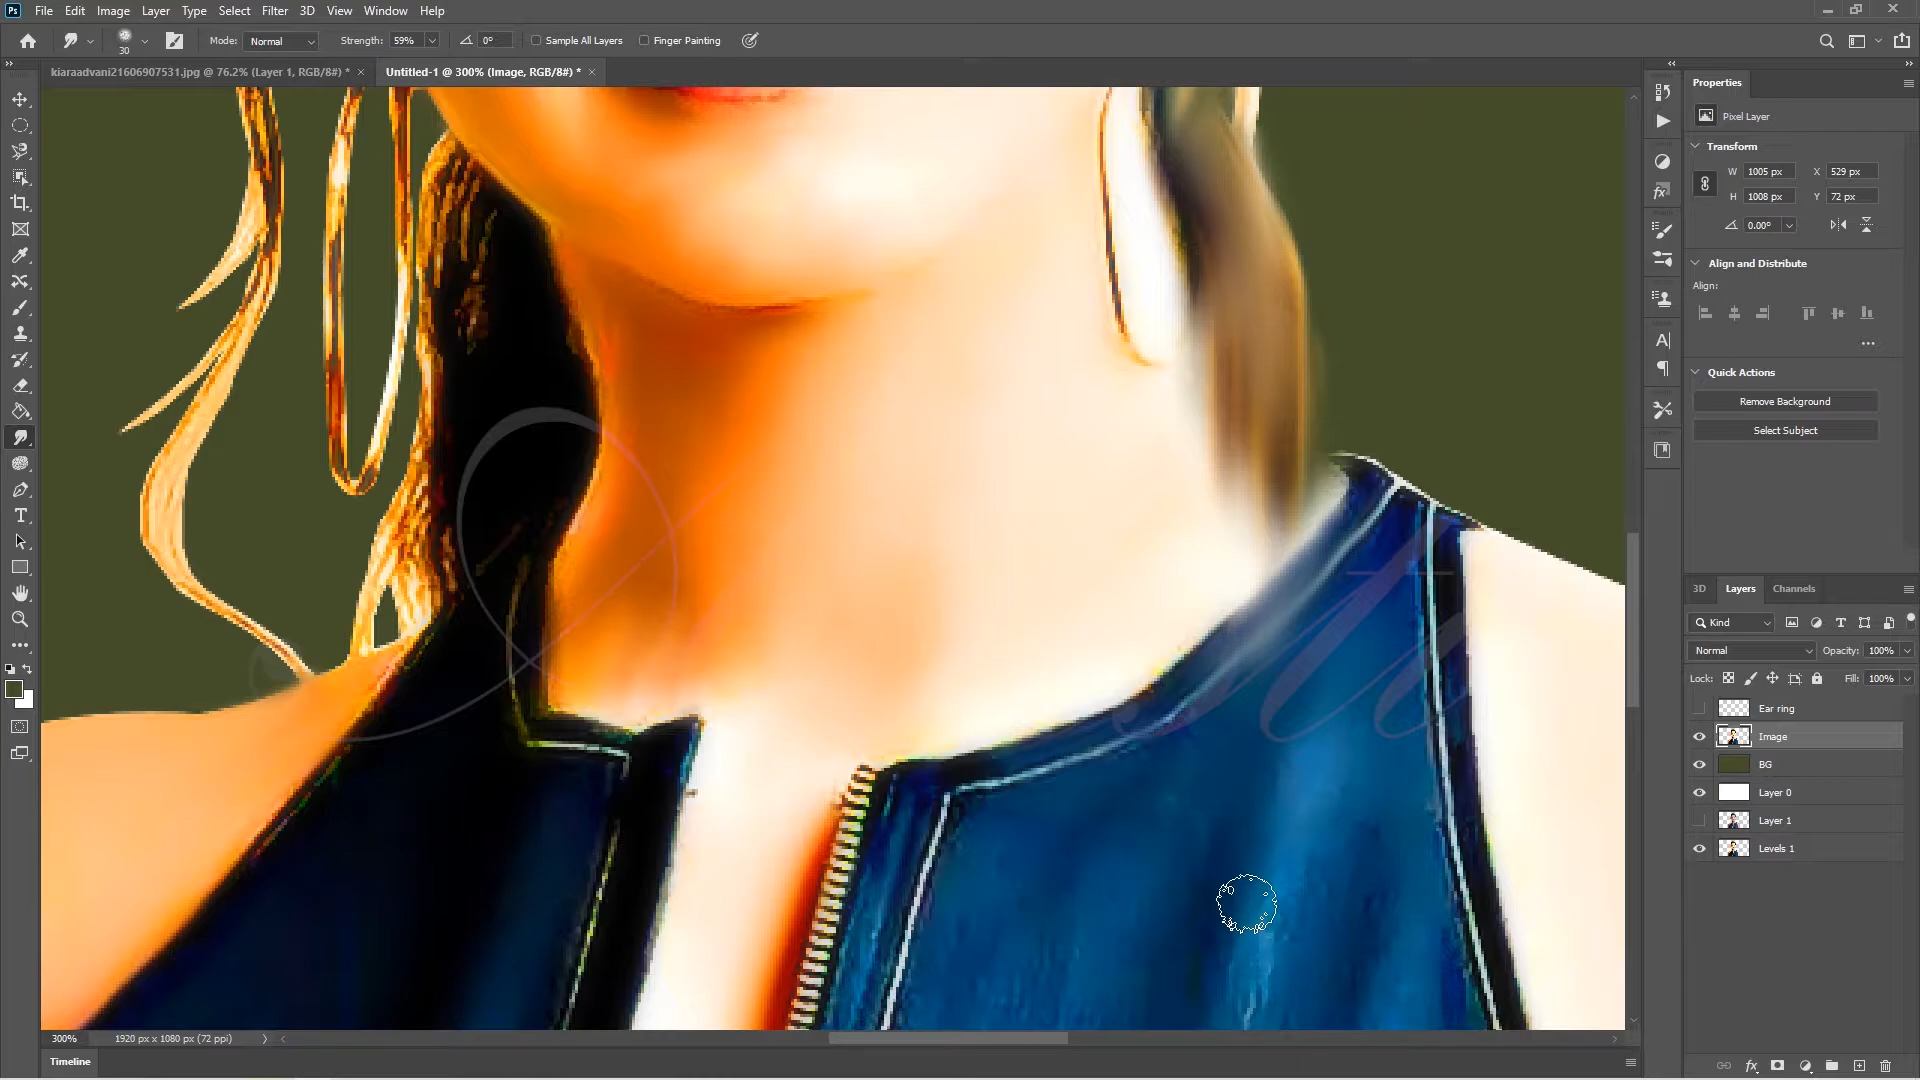 Ps File Edit Image Layer Type Select Filter 3D View Window Help
30 Mode: Normal Strength: 59% 0° Sample All Layers Finger Painting
kiaraadvani21606907531.jpg @ 76.2% (Layer 1, RGB/8#) * Untitled-1 @ 300% (Image, RGB/8#) *
Properties
Pixel Layer
Transform
W 1005 px X 529 px
H 1008 px Y 72 px
0.00°
Align and Distribute
Align:
Quick Actions
Remove Background
Select Subject
3D Layers Channels
Kind
Normal Opacity: 100%
Lock: Fill: 100%
Ear ring
Image
BG
Layer 0
Layer 1
Levels 1
300% 1920 px x 1080 px (72 ppi)
Timeline